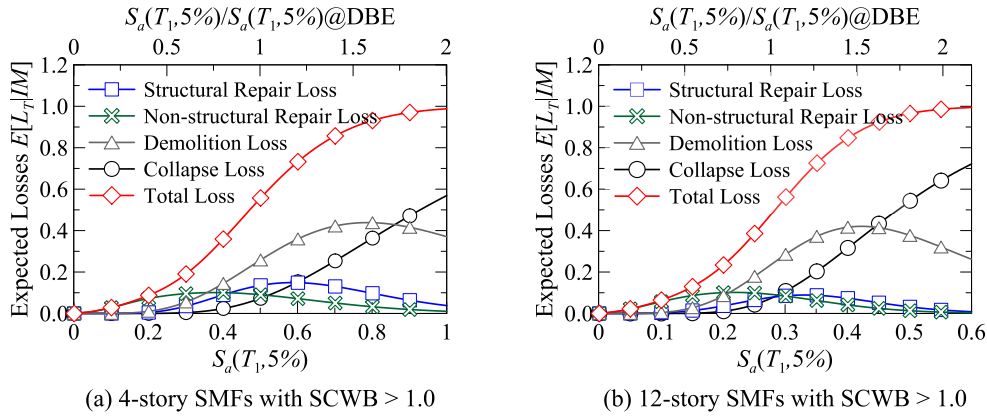 Sa(T1,5%)/Sa(T1,5%)@DBE
0 0.5 1 1.5 2
1.2
1.0
0.8
0.6
0.4
0.2
0.0
Expected Losses E[LT|IM]
Structural Repair Loss
Non-structural Repair Loss
Demolition Loss
Collapse Loss
Total Loss
0 0.2 0.4 0.6 0.8 1
Sa(T1,5%)
(a) 4-story SMFs with SCWB > 1.0
Sa(T1,5%)/Sa(T1,5%)@DBE
0 0.5 1 1.5 2
1.2
1.0
0.8
0.6
0.4
0.2
0.0
Expected Losses E[LT|IM]
Structural Repair Loss
Non-structural Repair Loss
Demolition Loss
Collapse Loss
Total Loss
0 0.1 0.2 0.3 0.4 0.5 0.6
Sa(T1,5%)
(b) 12-story SMFs with SCWB > 1.0